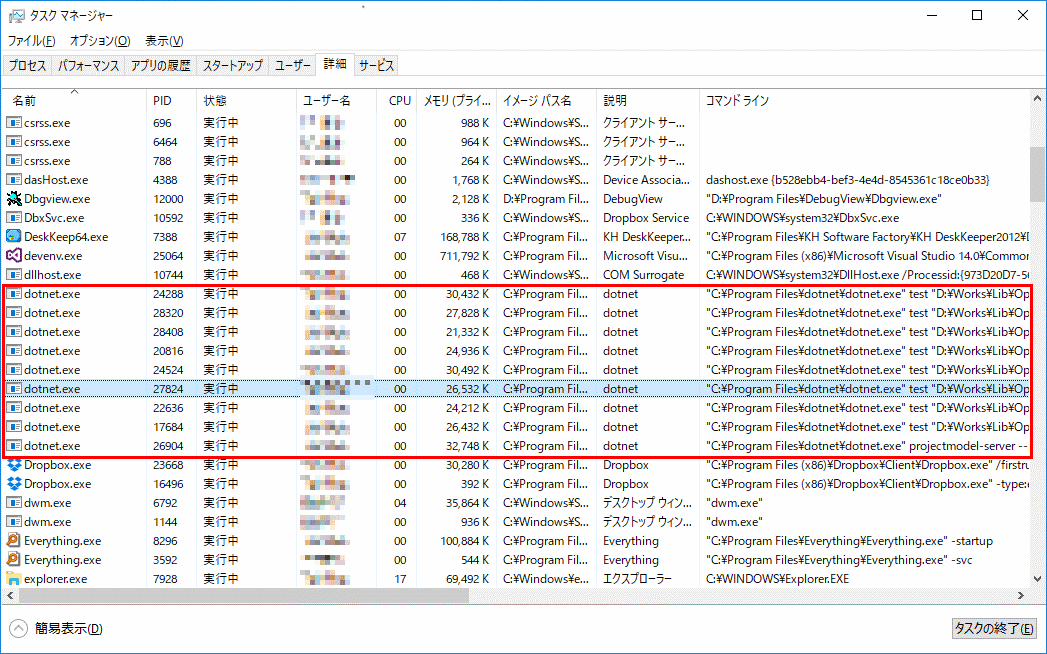 タスク マネージャー
ファイル(F) オプション(O) 表示(V)
プロセス パフォーマンス アプリの履歴 スタートアップ ユーザー 詳細 サービス
名前 PID 状態 ユーザー名 CPU メモリ (プライ... イメージ パス名 説明 コマンド ライン
csrss.exe 696 実行中 00 988 K C:¥Windows¥S... クライアント サー...
csrss.exe 6464 実行中 00 964 K C:¥Windows¥S... クライアント サー...
csrss.exe 788 実行中 00 264 K C:¥Windows¥S... クライアント サー...
dasHost.exe 4388 実行中 00 1,768 K C:¥Windows¥S... Device Associa... dashost.exe {b528ebb4-bef3-4e4d-8545361c18ce0b33}
Dbgview.exe 12000 実行中 00 2,128 K D:¥Program Fil... DebugView "D:¥Program Files¥DebugView¥Dbgview.exe"
DbxSvc.exe 10592 実行中 00 336 K C:¥Windows¥S... Dropbox Service C:¥WINDOWS¥system32¥DbxSvc.exe
DeskKeep64.exe 7388 実行中 07 168,788 K C:¥Program Fil... KH DeskKeeper... "C:¥Program Files¥KH Software Factory¥KH DeskKeeper2012¥D
devenv.exe 25064 実行中 00 711,792 K C:¥Program Fil... Microsoft Visu... "C:¥Program Files (x86)¥Microsoft Visual Studio 14.0¥Common
dllhost.exe 10744 実行中 00 468 K C:¥Windows¥S... COM Surrogate C:¥WINDOWS¥system32¥DllHost.exe /Processid:{973D20D7-56
dotnet.exe 24288 実行中 00 30,432 K C:¥Program Fil... dotnet "C:¥Program Files¥dotnet¥dotnet.exe" test "D:¥Works¥Lib¥Op
dotnet.exe 28320 実行中 00 27,828 K C:¥Program Fil... dotnet "C:¥Program Files¥dotnet¥dotnet.exe" test "D:¥Works¥Lib¥Op
dotnet.exe 28408 実行中 00 21,332 K C:¥Program Fil... dotnet "C:¥Program Files¥dotnet¥dotnet.exe" test "D:¥Works¥Lib¥Op
dotnet.exe 20816 実行中 00 24,936 K C:¥Program Fil... dotnet "C:¥Program Files¥dotnet¥dotnet.exe" test "D:¥Works¥Lib¥Op
dotnet.exe 24524 実行中 00 30,492 K C:¥Program Fil... dotnet "C:¥Program Files¥dotnet¥dotnet.exe" test "D:¥Works¥Lib¥Op
dotnet.exe 27824 実行中 00 26,532 K C:¥Program Fil... dotnet "C:¥Program Files¥dotnet¥dotnet.exe" test "D:¥Works¥Lib¥Op
dotnet.exe 22636 実行中 00 24,212 K C:¥Program Fil... dotnet "C:¥Program Files¥dotnet¥dotnet.exe" test "D:¥Works¥Lib¥Op
dotnet.exe 17684 実行中 00 26,432 K C:¥Program Fil... dotnet "C:¥Program Files¥dotnet¥dotnet.exe" test "D:¥Works¥Lib¥Op
dotnet.exe 26904 実行中 00 32,748 K C:¥Program Fil... dotnet "C:¥Program Files¥dotnet¥dotnet.exe" projectmodel-server --
Dropbox.exe 23668 実行中 00 30,280 K C:¥Program Fil... Dropbox "C:¥Program Files (x86)¥Dropbox¥Client¥Dropbox.exe" /firstru
Dropbox.exe 16496 実行中 00 392 K C:¥Program Fil... Dropbox "C:¥Program Files (x86)¥Dropbox¥Client¥Dropbox.exe" -type:e
dwm.exe 6792 実行中 04 35,864 K C:¥Windows¥S... デスクトップ ウィン... "dwm.exe"
dwm.exe 1144 実行中 00 936 K C:¥Windows¥S... デスクトップ ウィン... "dwm.exe"
Everything.exe 8296 実行中 00 100,884 K C:¥Program Fil... Everything "C:¥Program Files¥Everything¥Everything.exe" -startup
Everything.exe 3592 実行中 00 544 K C:¥Program Fil... Everything "C:¥Program Files¥Everything¥Everything.exe" -svc
explorer.exe 7928 実行中 17 69,492 K C:¥Windows¥e... エクスプローラー C:¥WINDOWS¥Explorer.EXE
簡易表示(D) タスクの終了(E)